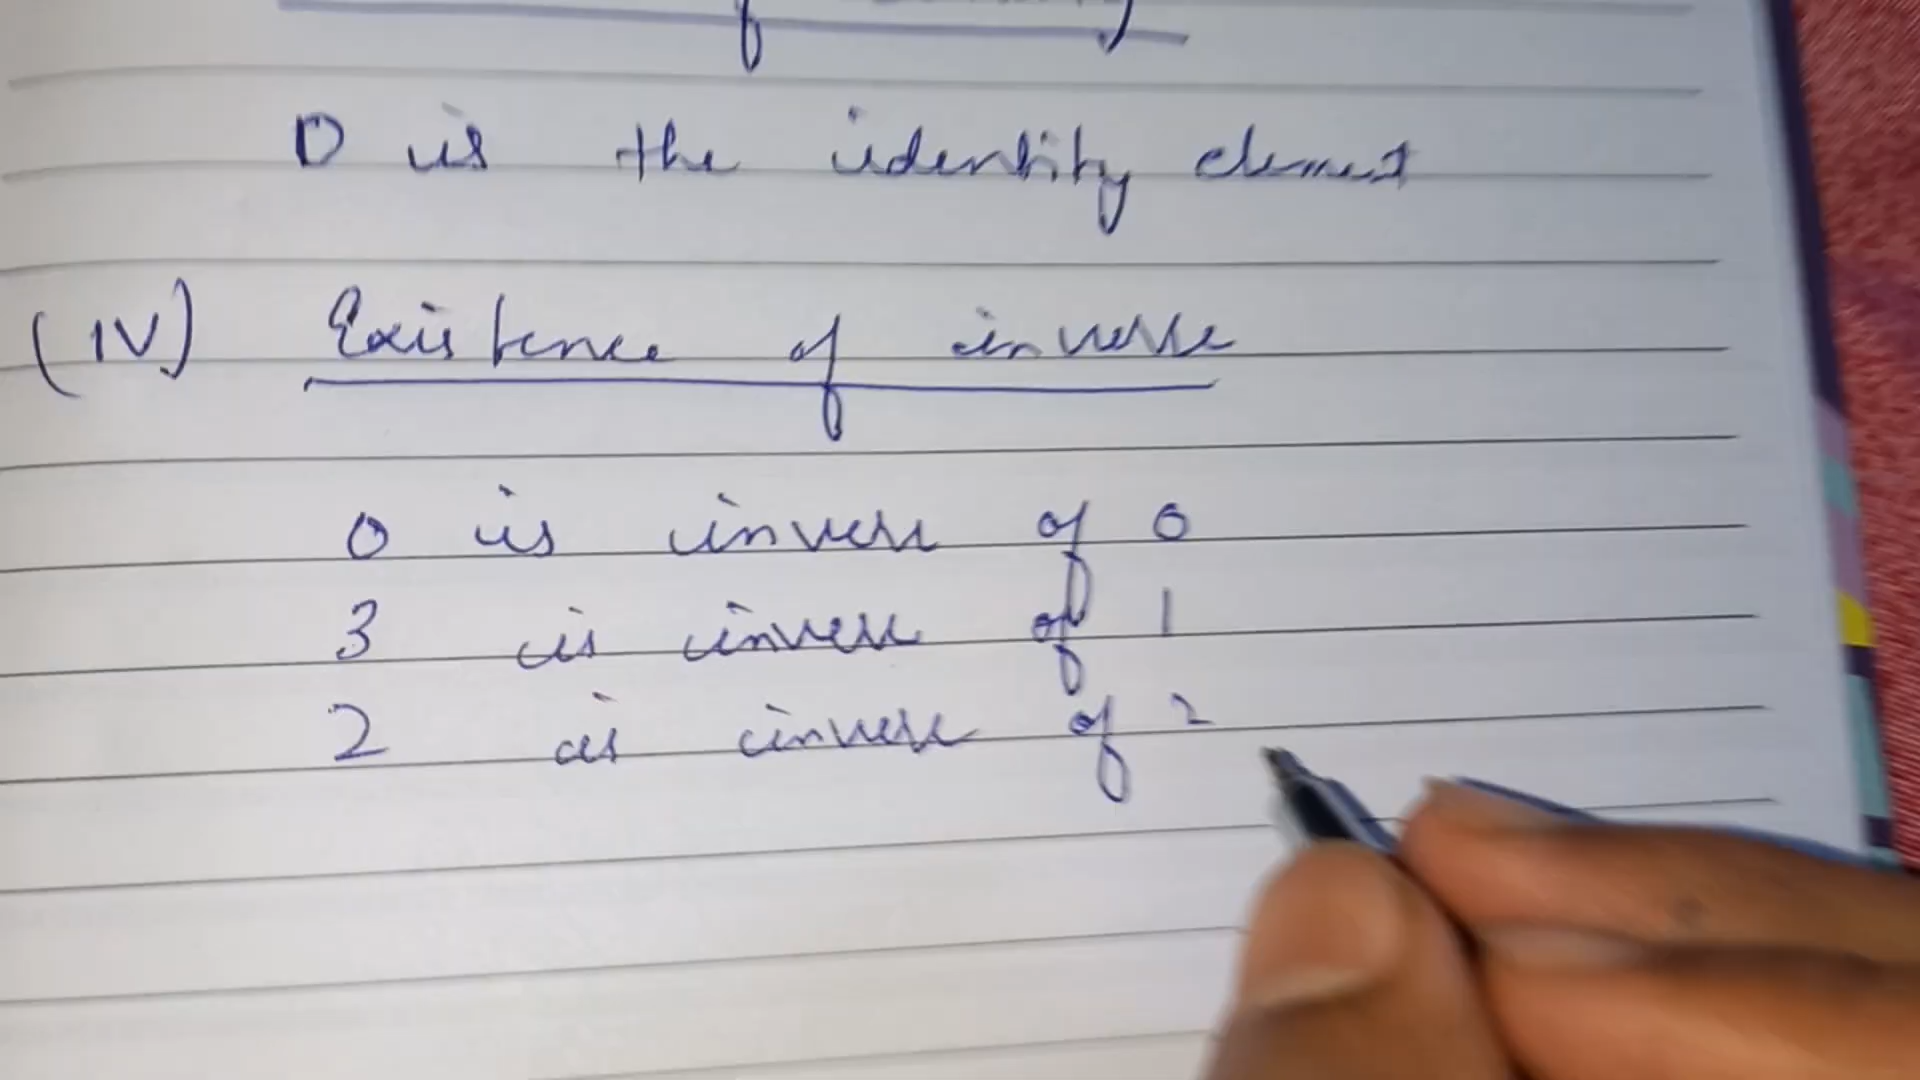 0 is the identity element
(IV) Existence of inverse
0 is inverse of 0
3 is inverse of 1
2 is inverse of 2